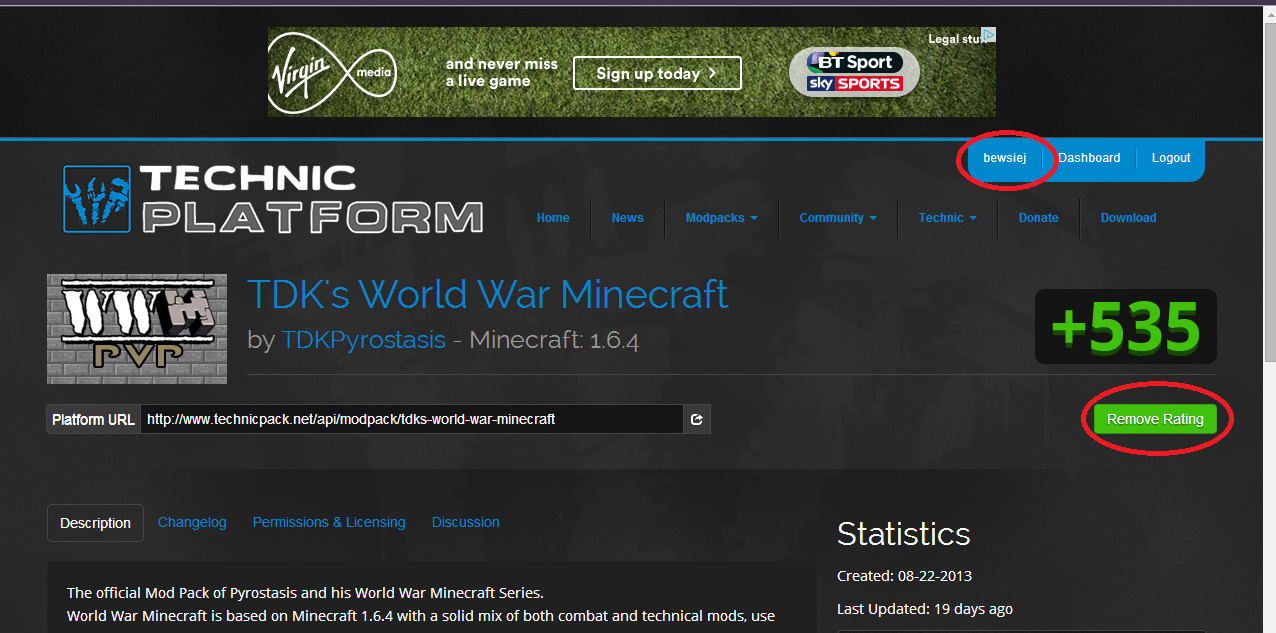 Virgin media
and never miss
a live game
Sign up today
BT Sport
sky SPORTS
Legal stu
bewsiej
Dashboard
Logout
TECHNIC
PLATFORM
Home
News
Modpacks
Community
Technic
Donate
Download
WWM
PVP
TDK's World War Minecraft
by TDKPyrostasis - Minecraft: 1.6.4
+535
Platform URL
http://www.technicpack.net/api/modpack/tdks-world-war-minecraft
Remove Rating
Description
Changelog
Permissions & Licensing
Discussion
The official Mod Pack of Pyrostasis and his World War Minecraft Series.
World War Minecraft is based on Minecraft 1.6.4 with a solid mix of both combat and technical mods, use
Statistics
Created: 08-22-2013
Last Updated: 19 days ago